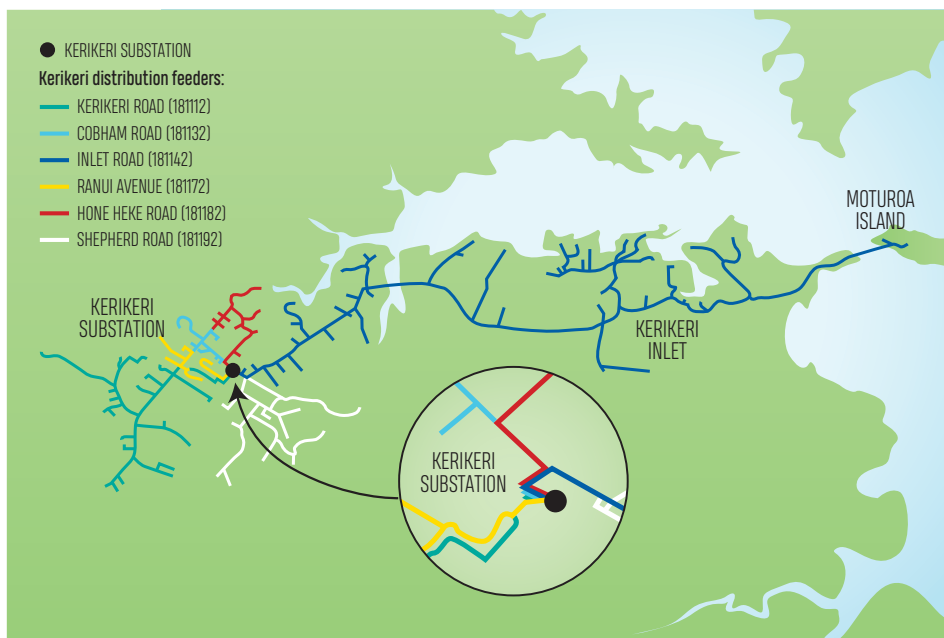 KERIKERI SUBSTATION
Kerikeri distribution feeders:
KERIKERI ROAD (181112)
COBHAM ROAD (181132)
INLET ROAD (181142)
RANUI AVENUE (181172)
HONE HEKE ROAD (181182)
SHEPHERD ROAD (181192)
MOTUROA
ISLAND
KERIKERI
SUBSTATION
KERIKERI
INLET
KERIKERI
SUBSTATION